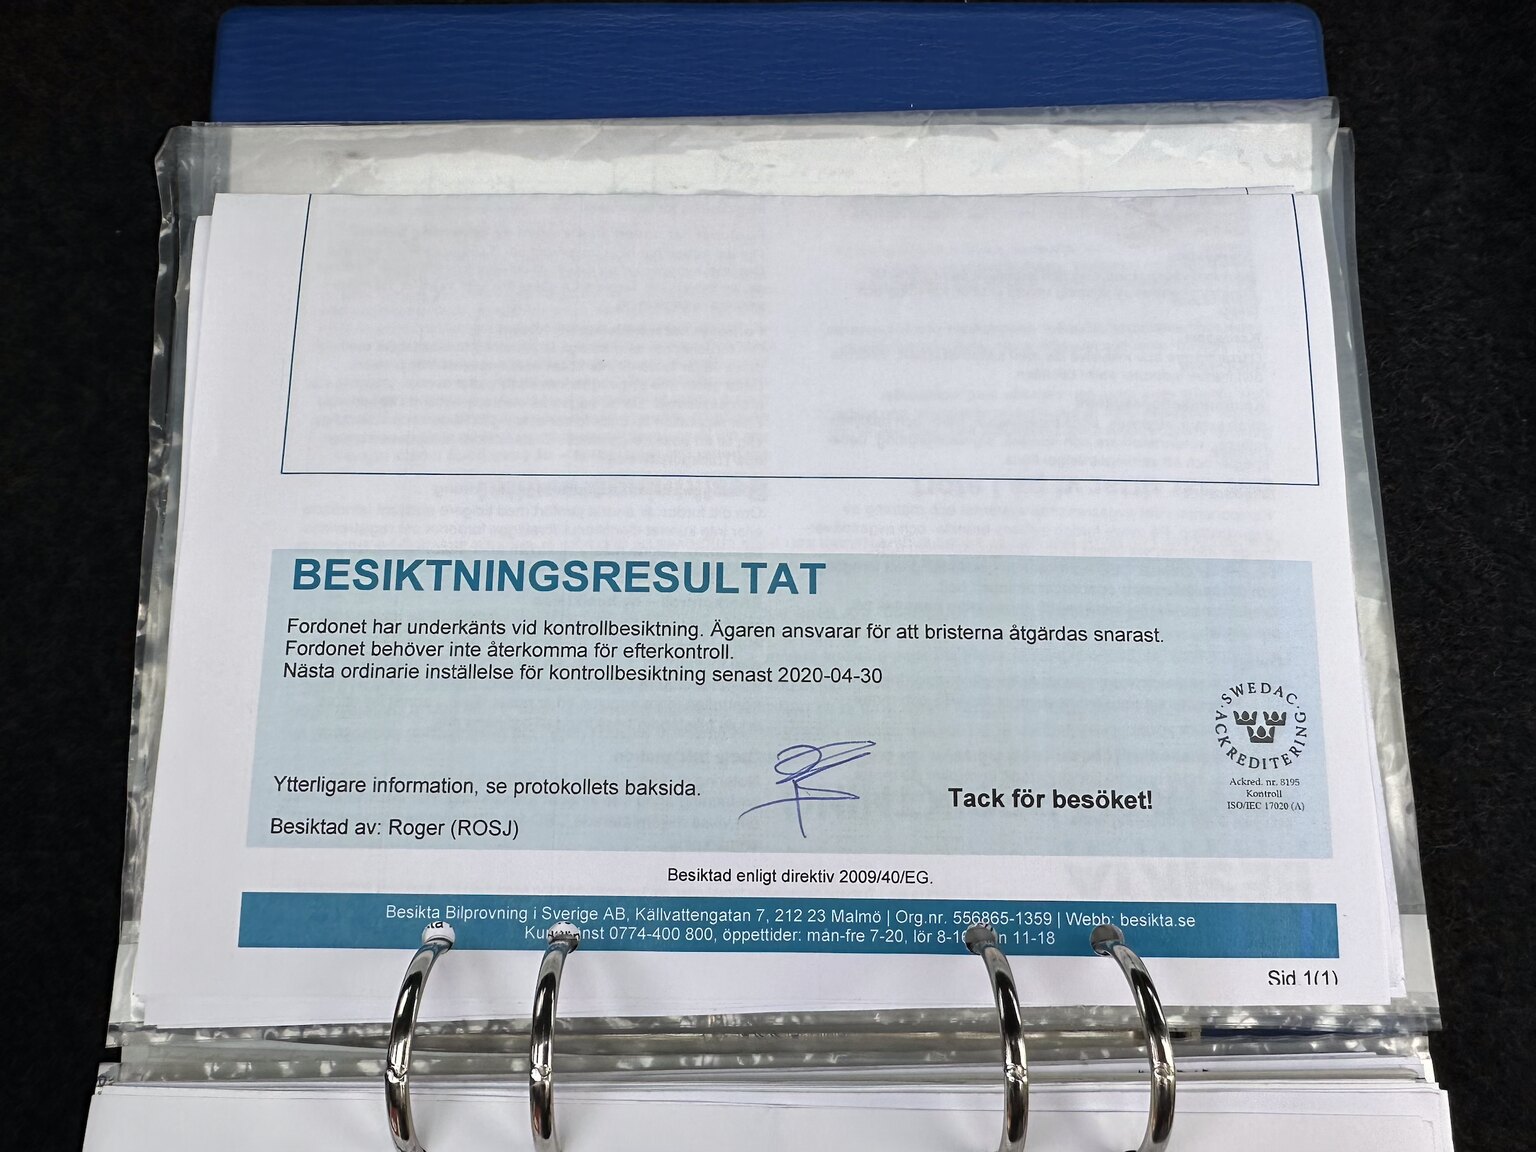 BESIKTNINGSRESULTAT
Fordonet har underkänts vid kontrollbesiktning. Ägaren ansvarar för att bristerna åtgärdas snarast.
Fordonet behöver inte återkomma för efterkontroll.
Nästa ordinarie inställelse för kontrollbesiktning senast 2020-04-30
SWEDAC
ACKREDITERING
Ackred. nr. 8195
Kontroll
ISO/IEC 17020 (A)
Ytterligare information, se protokollets baksida.
Tack för besöket!
Besiktad av: Roger (ROSJ)
Besiktad enligt direktiv 2009/40/EG.
Besikta Bilprovning i Sverige AB, Källvattengatan 7, 212 23 Malmö | Org.nr. 556865-1359 | Webb: besikta.se
0774-400 800, öppettider: mån-fre 7-20, lör 11-18
Sid 1(1)